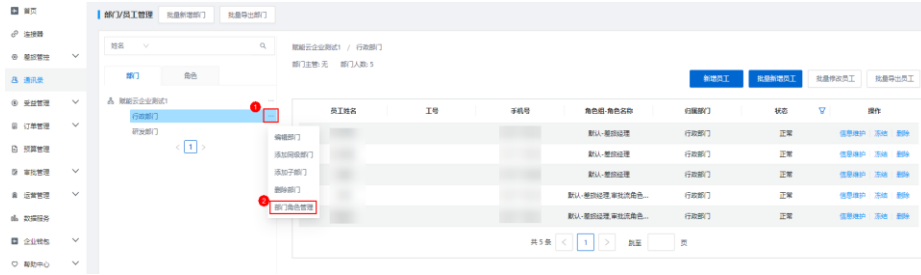 首页
连接器
差旅管控
通讯录
受益管理
订单管理
预算管理
审批管理
运营管理
数据报务
企业钱包
帮助中心
部门/员工管理 批量新增部门 批量导出部门
姓名
部门 角色
赋能云企业测试1 ...
行政部门 ...
研发部门
< 1 >
1
编辑部门
添加同级部门
添加子部门
删除部门
2
部门角色管理
赋能云企业测试1 / 行政部门
部门主管: 无 部门人数: 5
新增员工 批量新增员工 批量修改员工 批量导出员工
员工姓名 工号 手机号 角色组-角色名称 归属部门 状态 操作
默认-差旅经理 行政部门 正常 信息维护 冻结 删除
默认-差旅经理 行政部门 正常 信息维护 冻结 删除
默认-差旅经理 行政部门 正常 信息维护 冻结 删除
默认-差旅经理,审批流角色... 行政部门 正常 信息维护 冻结 删除
默认-差旅经理,审批流角色... 行政部门 正常 信息维护 冻结 删除
共 5 条 < 1 > 跳至 页